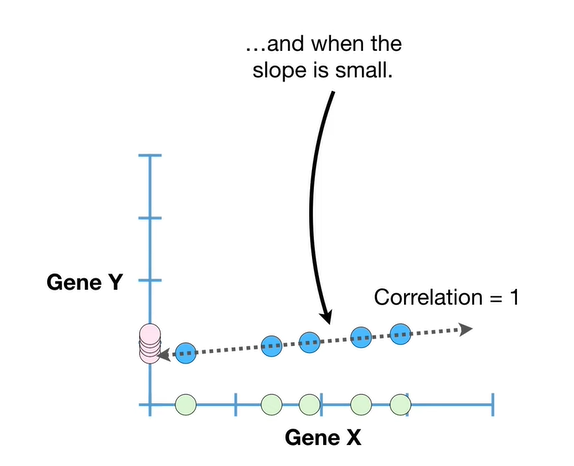 …and when the
slope is small.
Gene Y
Correlation = 1
Gene X